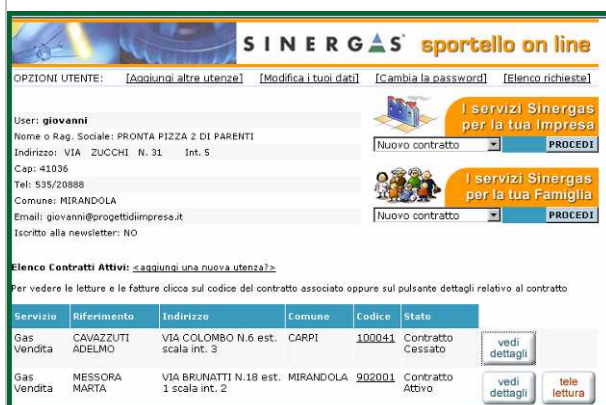 SINERGAS sportello on line
OPZIONI UTENTE: [Aggiungi altre utenze] [Modifica i tuoi dati] [Cambia la password] [Elenco richieste]
User: giovanni
Nome o Rag. Sociale: PRONTA PIZZA 2 DI PARENTI
Indirizzo: VIA ZUCCHI N. 31 Int. 5
Cap: 41036
Tel: 535/20888
Comune: MIRANDOLA
Email: giovanni@progettidiimpresa.it
Iscritto alla newsletter: NO
I servizi Sinergas
per la tua Impresa
Nuovo contratto PROCEDI
I servizi Sinergas
per la tua Famiglia
Nuovo contratto PROCEDI
Elenco Contratti Attivi: <aggiungi una nuova utenza?>
Per vedere le letture e le fatture clicca sul codice del contratto associato oppure sul pulsante dettagli relativo al contratto
Servizio Riferimento Indirizzo Comune Codice Stato
Gas Vendita CAVAZZUTI ADELMO VIA COLOMBO N.6 est. scala int. 3 CARPI 100041 Contratto Cessato vedi dettagli
Gas Vendita MESSORA MARTA VIA BRUNATTI N.18 est. 1 scala int. 2 MIRANDOLA 902001 Contratto Attivo vedi dettagli tele lettura